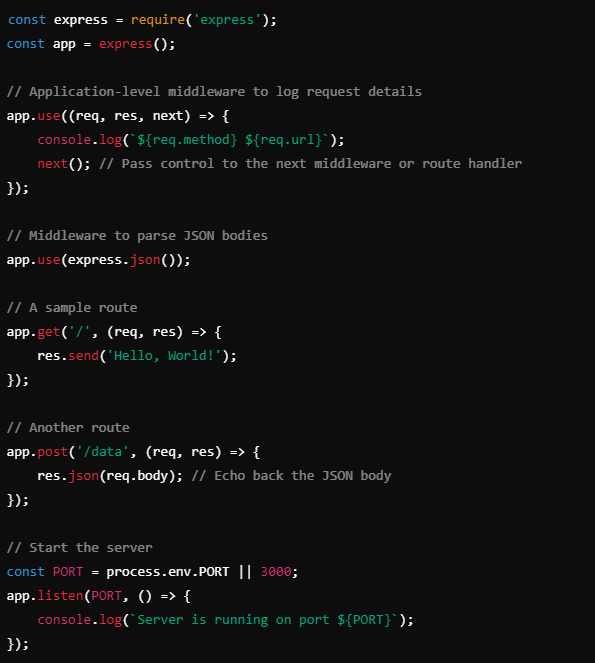 const express = require('express');
const app = express();
// Application-level middleware to log request details
app.use((req, res, next) => {
    console.log(`${req.method} ${req.url}`);
    next(); // Pass control to the next middleware or route handler
});
// Middleware to parse JSON bodies
app.use(express.json());
// A sample route
app.get('/', (req, res) => {
    res.send('Hello, World!');
});
// Another route
app.post('/data', (req, res) => {
    res.json(req.body); // Echo back the JSON body
});
// Start the server
const PORT = process.env.PORT || 3000;
app.listen(PORT, () => {
    console.log(`Server is running on port ${PORT}`);
});